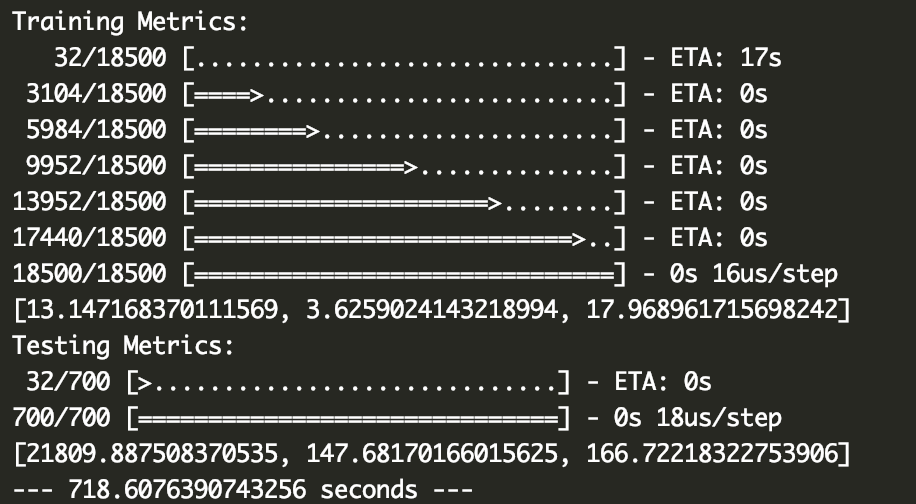 Training Metrics:
   32/18500 [..............................] - ETA: 17s
 3104/18500 [====>.........................] - ETA: 0s
 5984/18500 [========>.....................] - ETA: 0s
 9952/18500 [===============>..............] - ETA: 0s
13952/18500 [=====================>........] - ETA: 0s
17440/18500 [===========================>..] - ETA: 0s
18500/18500 [==============================] - 0s 16us/step
[13.147168370111569, 3.6259024143218994, 17.968961715698242]
Testing Metrics:
 32/700 [>.............................] - ETA: 0s
700/700 [==============================] - 0s 18us/step
[21809.887508370535, 147.68170166015625, 166.72218322753906]
--- 718.6076390743256 seconds ---